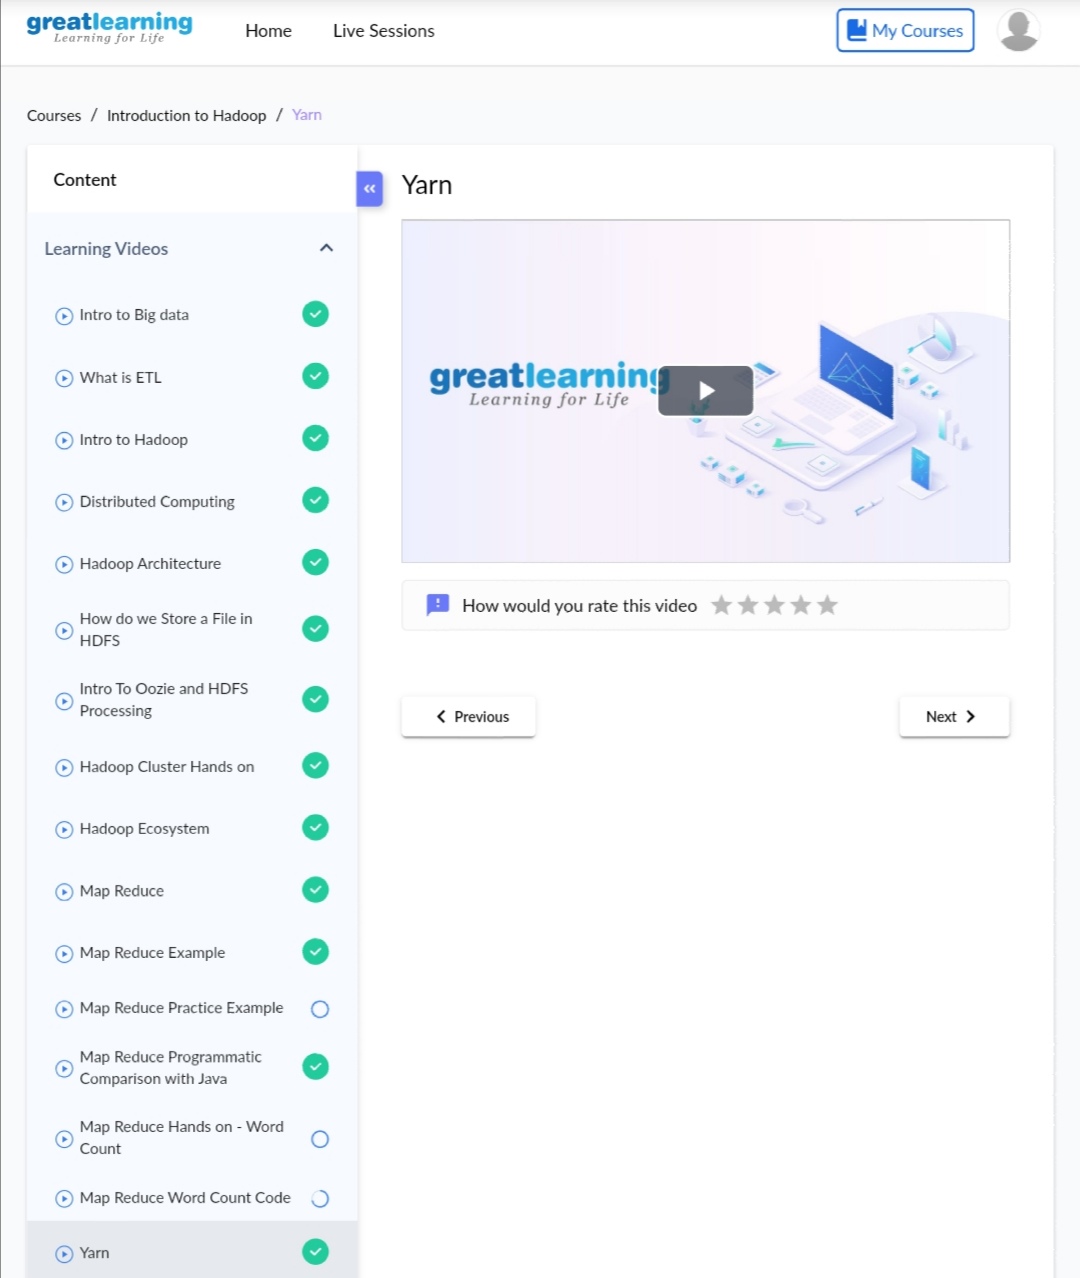 greatlearning
Learning for Life
Home
Live Sessions
My Courses
Courses / Introduction to Hadoop / Yarn
Content
Learning Videos
Intro to Big data
What is ETL
Intro to Hadoop
Distributed Computing
Hadoop Architecture
How do we Store a File in
HDFS
Intro To Oozie and HDFS
Processing
Hadoop Cluster Hands on
Hadoop Ecosystem
Map Reduce
Map Reduce Example
Map Reduce Practice Example
Map Reduce Programmatic
Comparison with Java
Map Reduce Hands on - Word
Count
Map Reduce Word Count Code
Yarn
Yarn
greatlearning
Learning for Life
How would you rate this video
Previous
Next